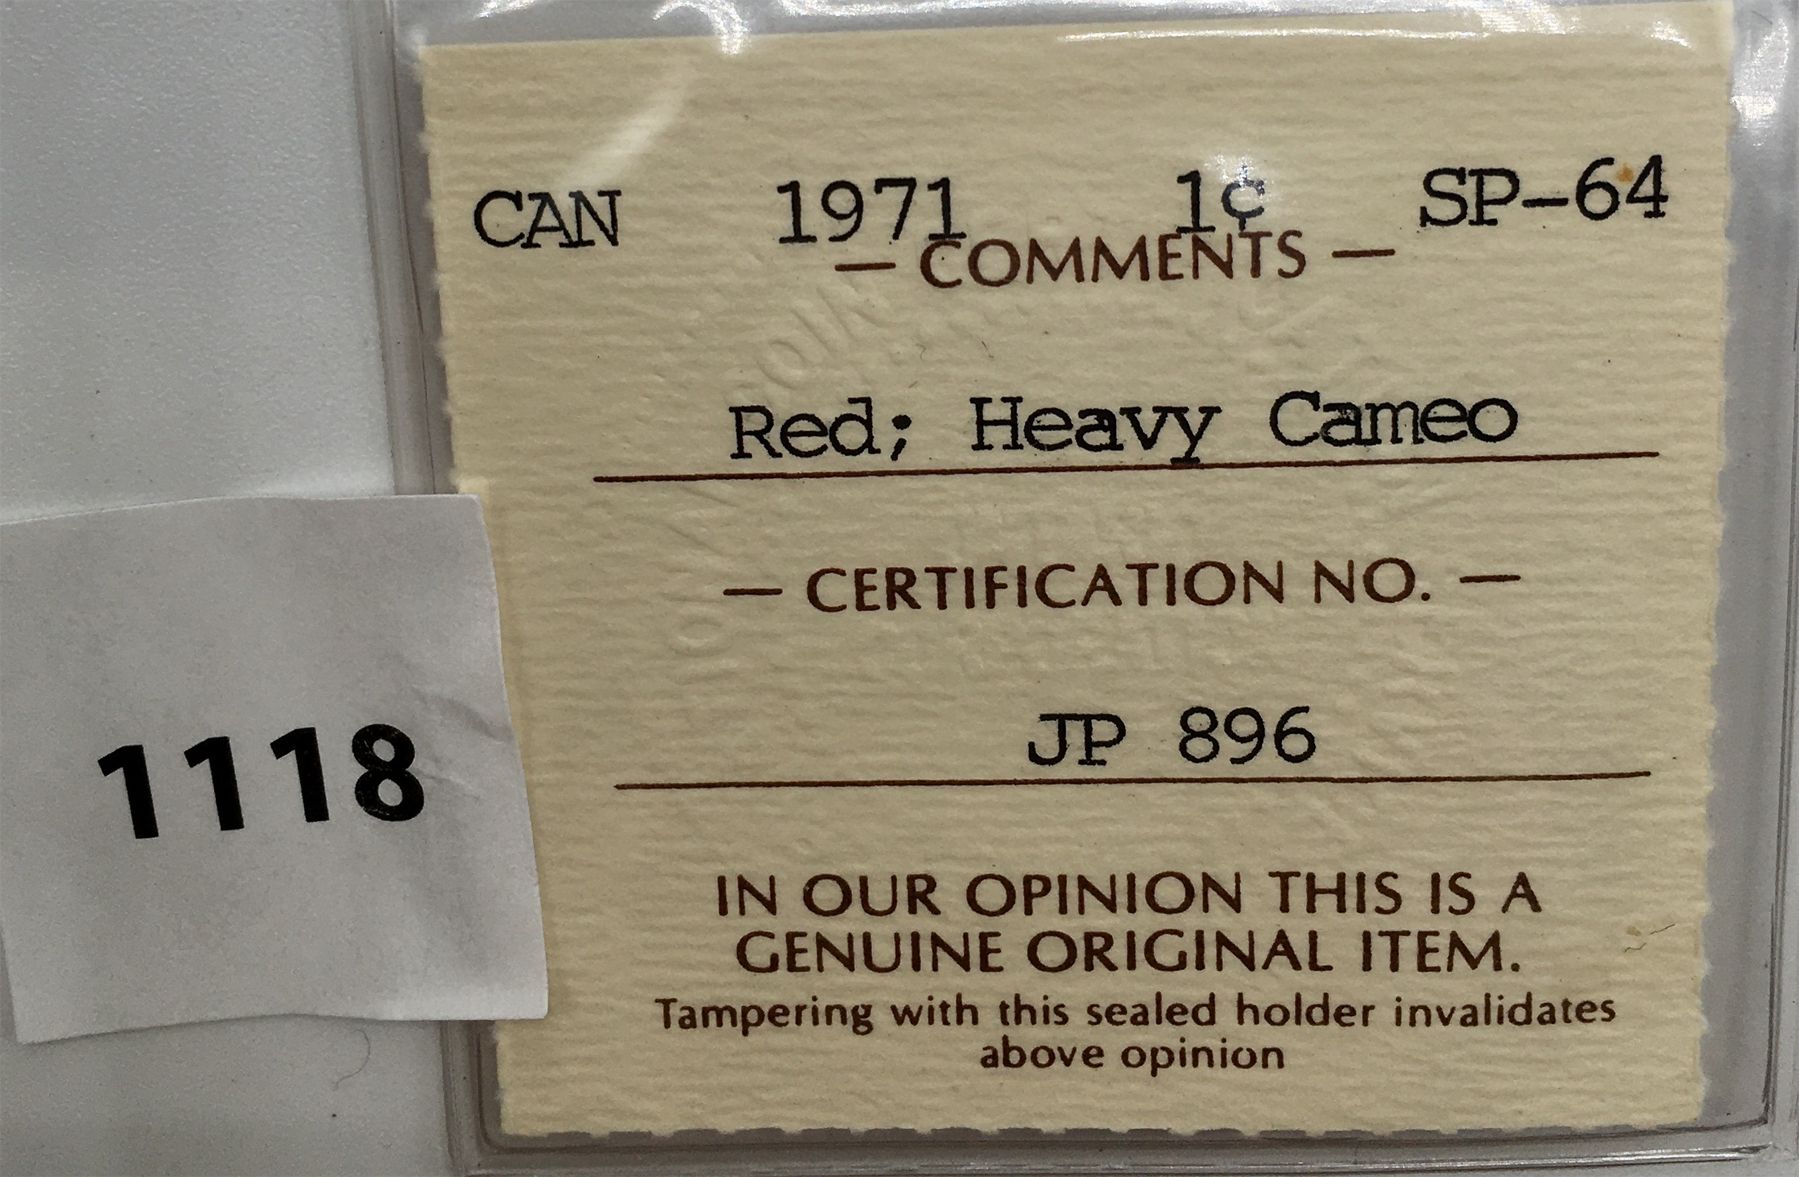 CAN 1971 1¢ SP-64
— COMMENTS —
Red; Heavy Cameo
— CERTIFICATION NO. —
JP 896
1118
IN OUR OPINION THIS IS A
GENUINE ORIGINAL ITEM.
Tampering with this sealed holder invalidates
above opinion